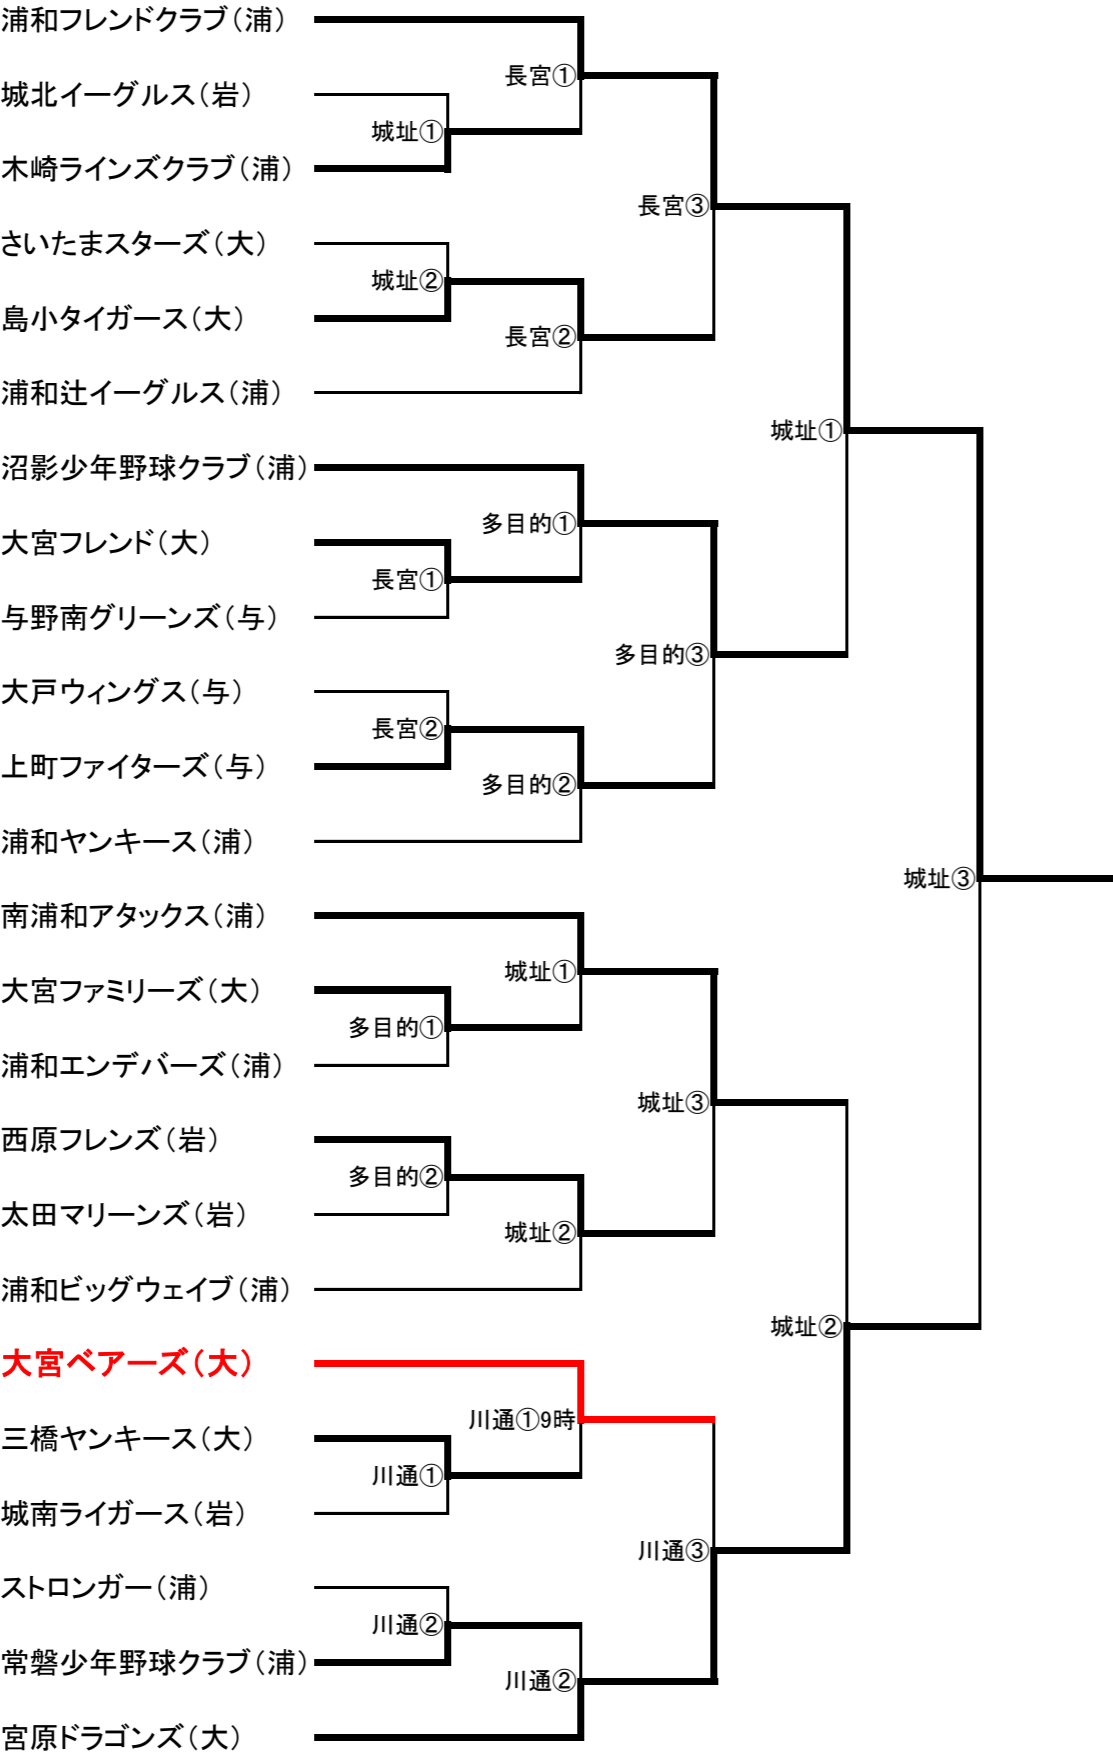 浦和フレンドクラブ（浦）
長宮①
城北イーグルス（岩）
城址①
木崎ラインズクラブ（浦）
長宮③
さいたまスターズ（大）
城址②
島小タイガース（大）
長宮②
浦和辻イーグルス（浦）
城址①
沼影少年野球クラブ（浦）
多目的①
大宮フレンド（大）
長宮①
与野南グリーンズ（与）
多目的③
大戸ウィングス（与）
長宮②
上町ファイターズ（与）
多目的②
浦和ヤンキース（浦）
城址③
南浦和アタックス（浦）
城址①
大宮ファミリーズ（大）
多目的①
浦和エンデバーズ（浦）
城址③
西原フレンズ（岩）
多目的②
太田マリーンズ（岩）
城址②
浦和ビッグウェイブ（浦）
城址②
大宮ベアーズ（大）
川通①9時
三橋ヤンキース（大）
川通①
城南ライガース（岩）
川通③
ストロンガー（浦）
川通②
常磐少年野球クラブ（浦）
川通②
宮原ドラゴンズ（大）